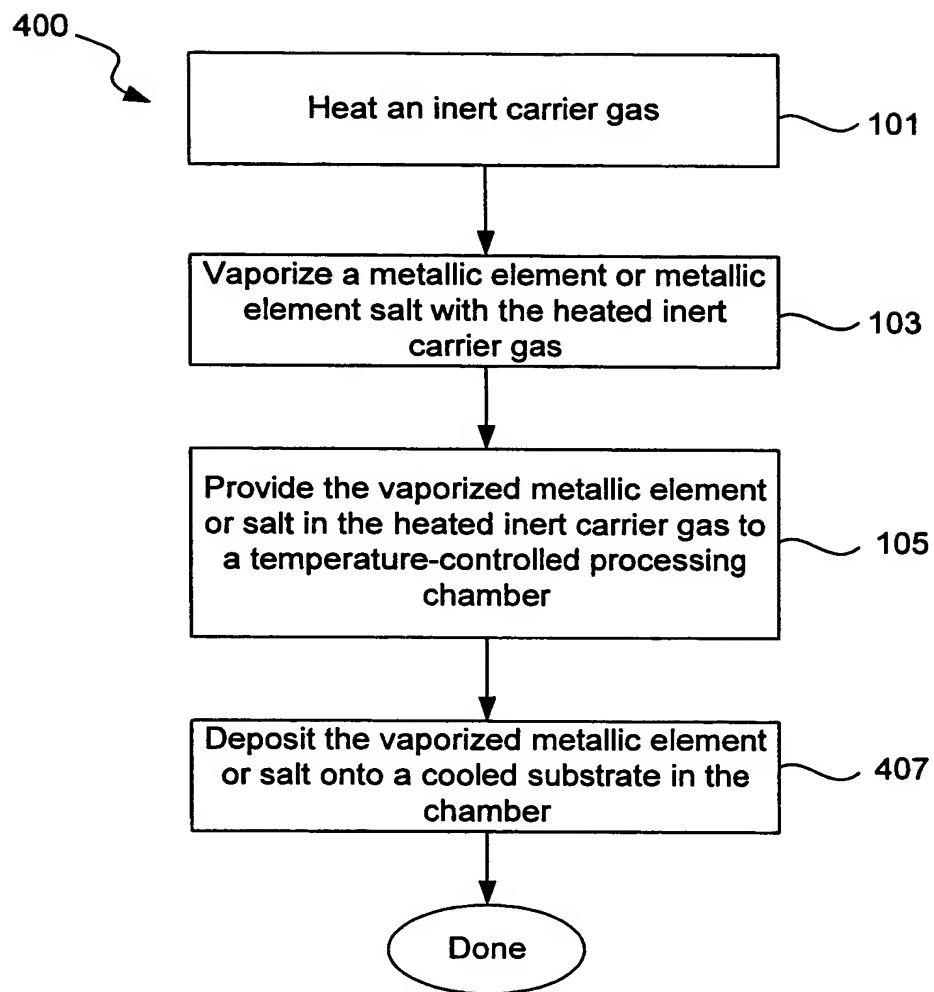 400
Heat an inert carrier gas
101
Vaporize a metallic element or metallic
element salt with the heated inert
carrier gas
103
Provide the vaporized metallic element
or salt in the heated inert carrier gas to
a temperature-controlled processing
chamber
105
Deposit the vaporized metallic element
or salt onto a cooled substrate in the
chamber
407
Done